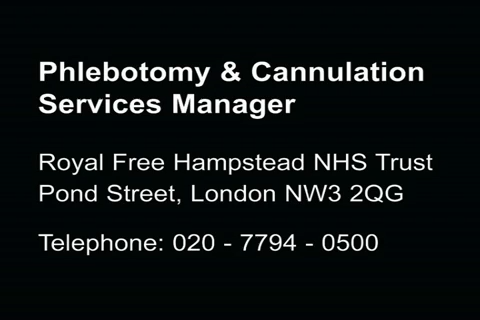 Phlebotomy & Cannulation
Services Manager
Royal Free Hampstead NHS Trust
Pond Street, London NW3 2QG
Telephone: 020 - 7794 - 0500